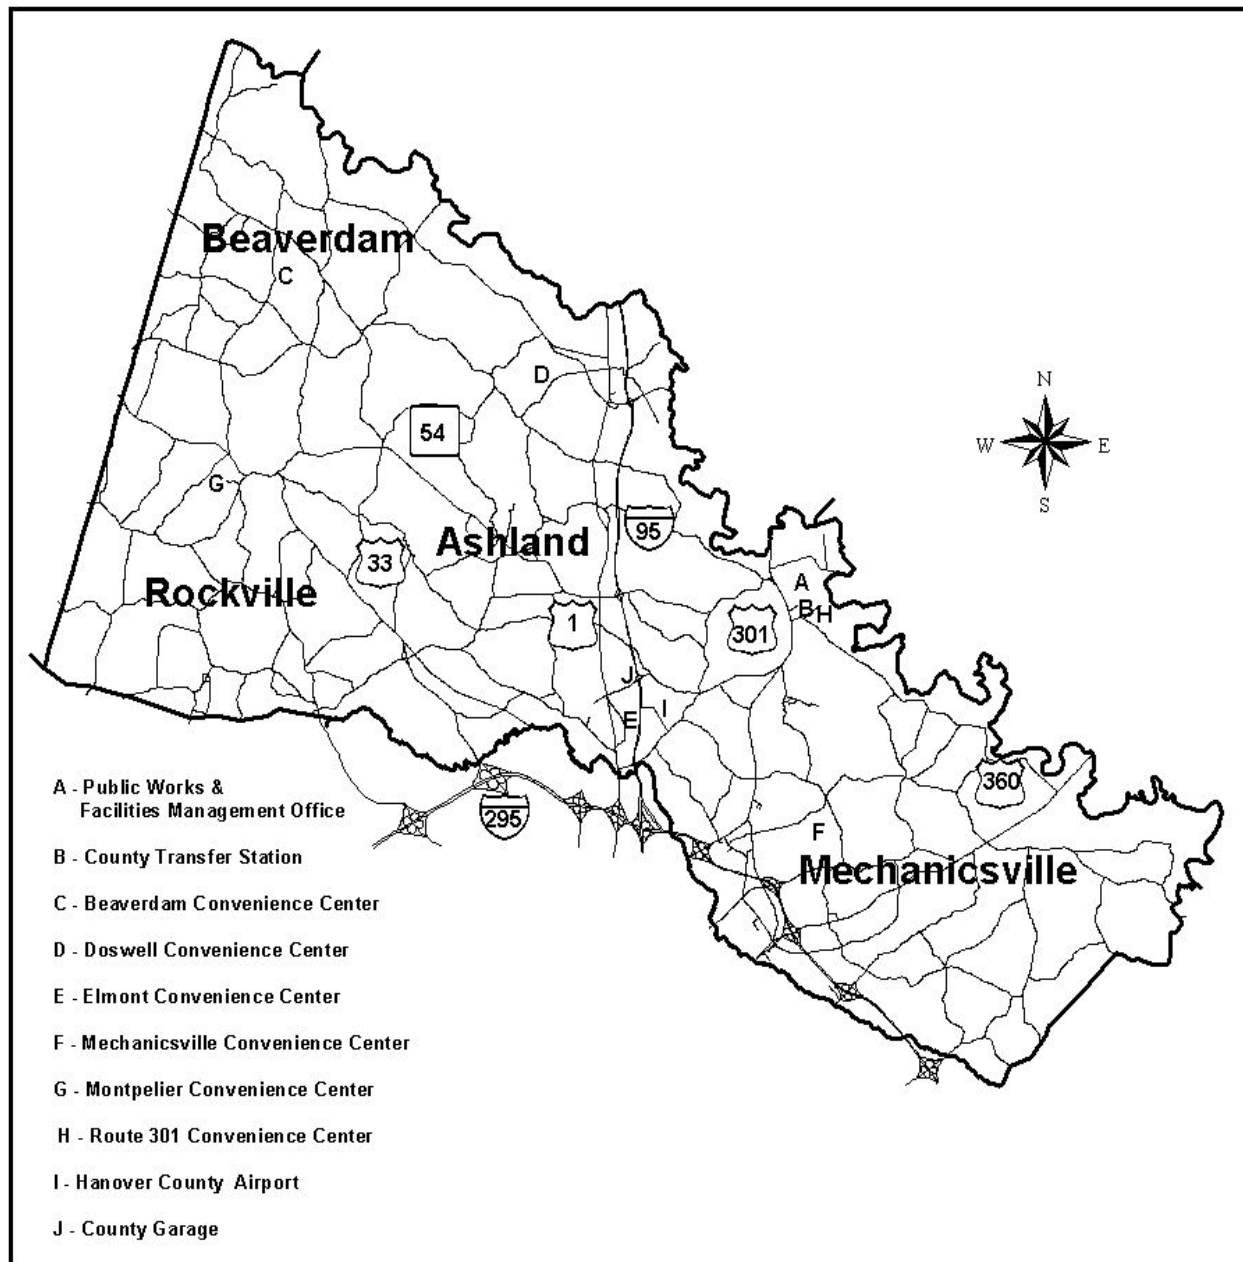 Beaverdam
C
D
N
W E
S
54
G
95
Ashland
33
Rockville
A
B H
1
301
J
I
E
360
295
F
Mechanicsville
A - Public Works &
Facilities Management Office
B - County Transfer Station
C - Beaverdam Convenience Center
D - Doswell Convenience Center
E - Elmont Convenience Center
F - Mechanicsville Convenience Center
G - Montpelier Convenience Center
H - Route 301 Convenience Center
I - Hanover County Airport
J - County Garage